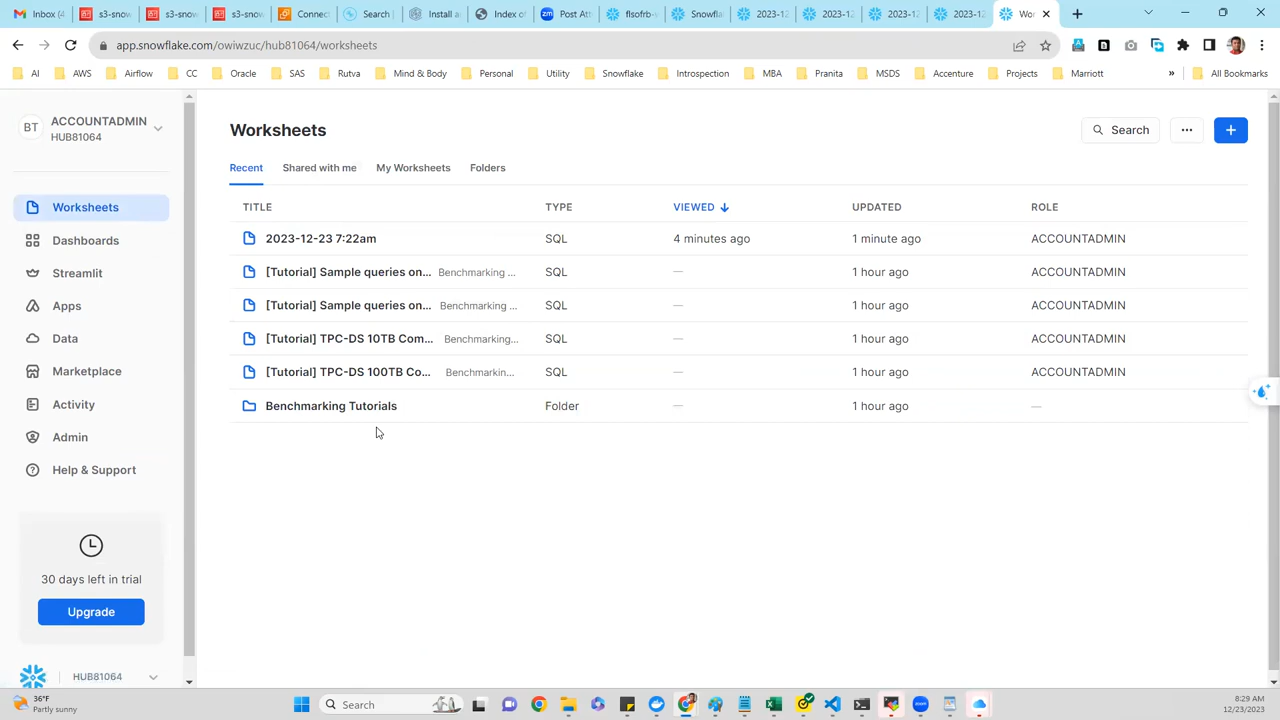 Inbox (4
s3-snow
s3-snow
s3-snow
Connec
Search |
Install a
Index of
Post Att
flsofrb-v
Snowfla
2023-12
2023-12
2023-12
2023-12
Wor
app.snowflake.com/owiwzuc/hub81064/worksheets
AI
AWS
Airflow
CC
Oracle
SAS
Rutva
Mind & Body
Personal
Utility
Snowflake
Introspection
MBA
Pranita
MSDS
Accenture
Projects
Marriott
»
All Bookmarks
BT
ACCOUNTADMIN
HUB81064
Worksheets
Dashboards
Streamlit
Apps
Data
Marketplace
Activity
Admin
Help & Support
30 days left in trial
Upgrade
HUB81064
Worksheets
Search
Recent Shared with me My Worksheets Folders
TITLE TYPE VIEWED UPDATED ROLE
2023-12-23 7:22am SQL 4 minutes ago 1 minute ago ACCOUNTADMIN
[Tutorial] Sample queries on... Benchmarking ... SQL — 1 hour ago ACCOUNTADMIN
[Tutorial] Sample queries on... Benchmarking ... SQL — 1 hour ago ACCOUNTADMIN
[Tutorial] TPC-DS 10TB Com... Benchmarking... SQL — 1 hour ago ACCOUNTADMIN
[Tutorial] TPC-DS 100TB Co... Benchmarkin... SQL — 1 hour ago ACCOUNTADMIN
Benchmarking Tutorials Folder — 1 hour ago —
36°F
Partly sunny
Search
8:29 AM
12/23/2023